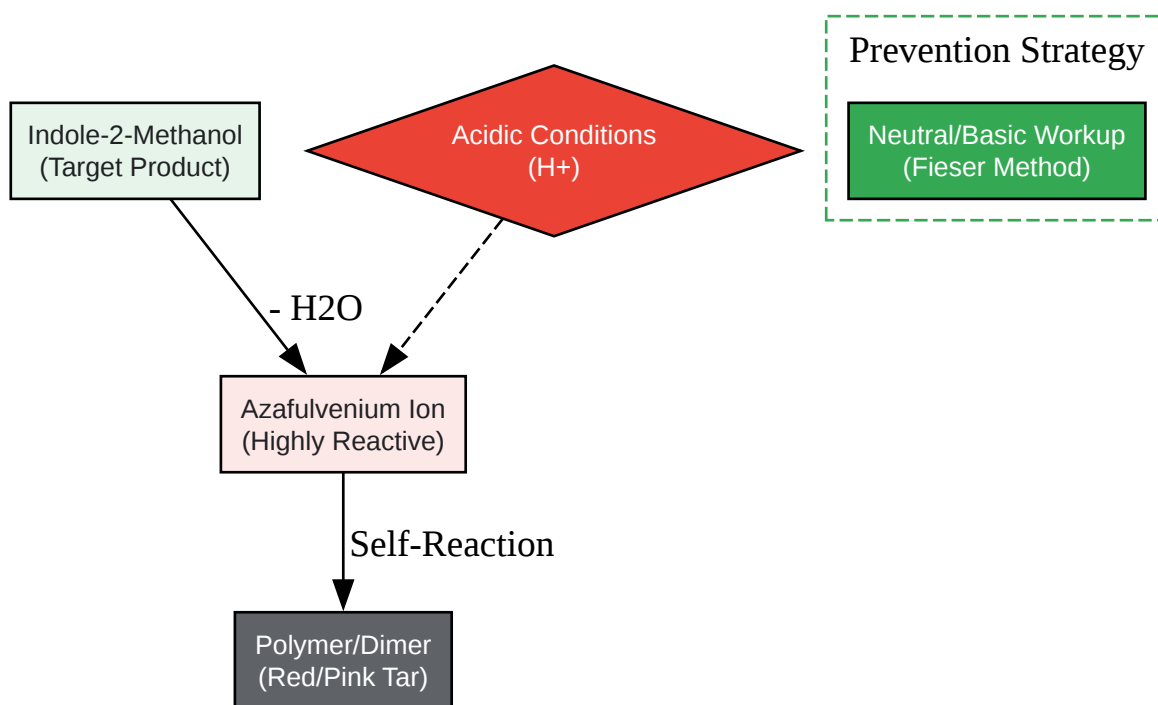 Prevention Strategy
Indole-2-Methanol
(Target Product)
Acidic Conditions
(H+)
Neutral/Basic Workup
(Fieser Method)
- H2O
Azafulvenium Ion
(Highly Reactive)
Self-Reaction
Polymer/Dimer
(Red/Pink Tar)